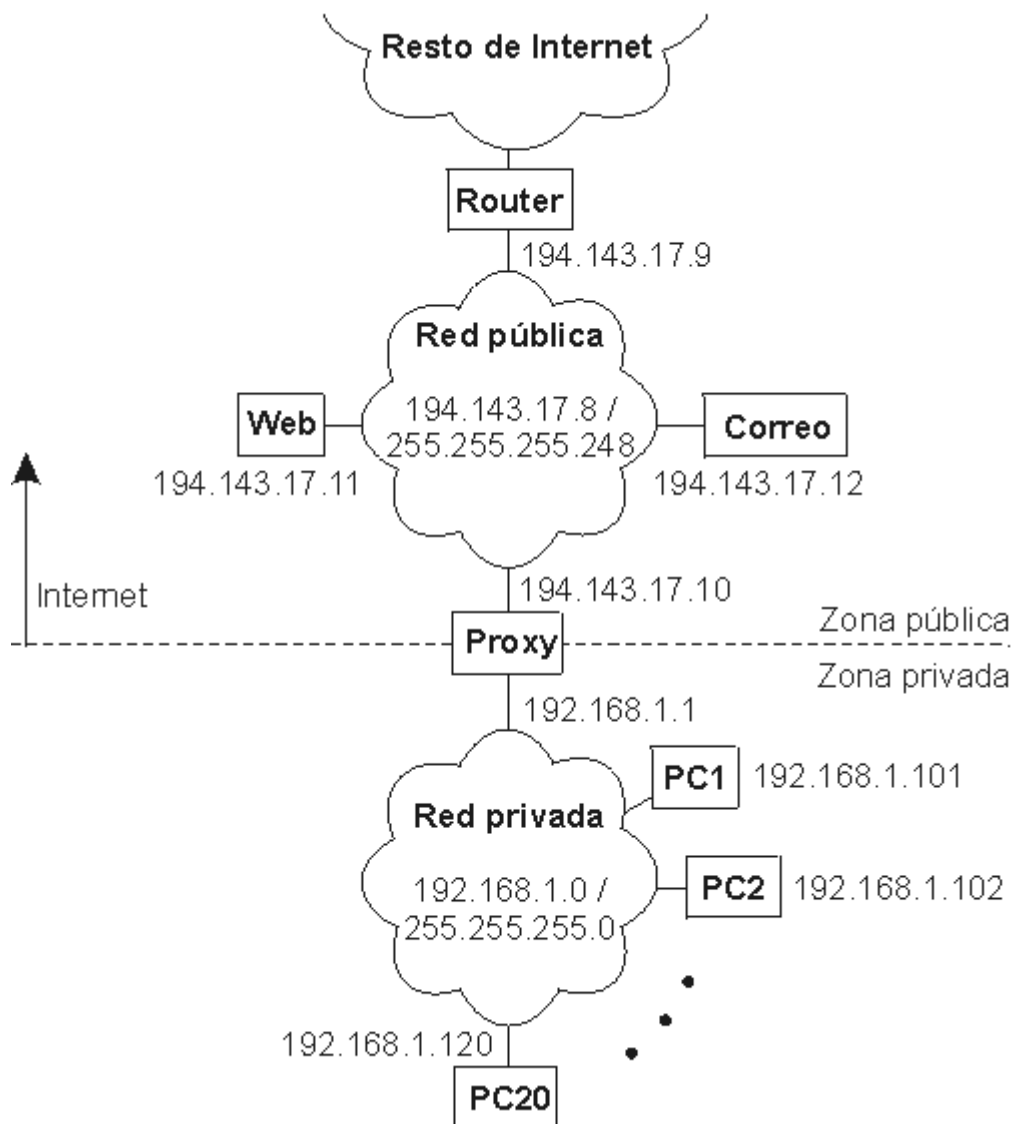 Resto de Internet
Router
194.143.17.9
Red pública
194.143.17.8 /
255.255.255.248
Web
194.143.17.11
Correo
194.143.17.12
Internet
194.143.17.10
Proxy
Zona pública
Zona privada
192.168.1.1
PC1
192.168.1.101
Red privada
192.168.1.0 /
255.255.255.0
PC2
192.168.1.102
192.168.1.120
PC20